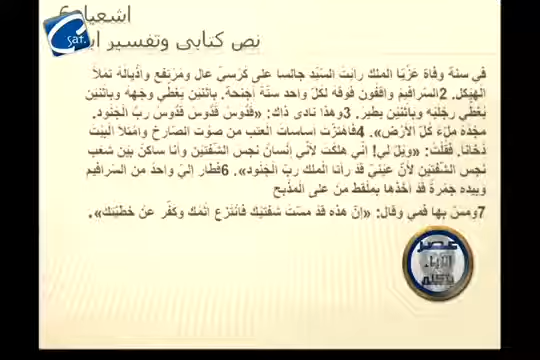 اشعياء 6
نص كتابى وتفسير
في سنة وفاة عزيا الملك رأيت السيد جالسا على كرسي عال ومرتفع وأذياله تملأ
الهيكل. 2السرافيم واقفون فوقه لكل واحد ستة أجنحة. باثنين يغطي وجهه وباثنين
يغطي رجليه وباثنين يطير. 3وهذا نادى ذاك: «قدوس قدوس قدوس رب الجنود.
مجده ملء كل الأرض». 4فاهتزت أساسات العتب من صوت الصارخ وامتلأ البيت
دخانا. فقلت: «ويل لي! إني هلكت لأني إنسان نجس الشفتين وأنا ساكن بين شعب
نجس الشفتين لأن عيني قد رأتا الملك رب الجنود». 6فطار إلي واحد من السرافيم
وبيده جمرة قد أخذها بملقط من على المذبح
7ومس بها فمي وقال: «إن هذه قد مست شفتيك فانتزع إثمك وكفر عن خطيتك».
Sat.
عصر